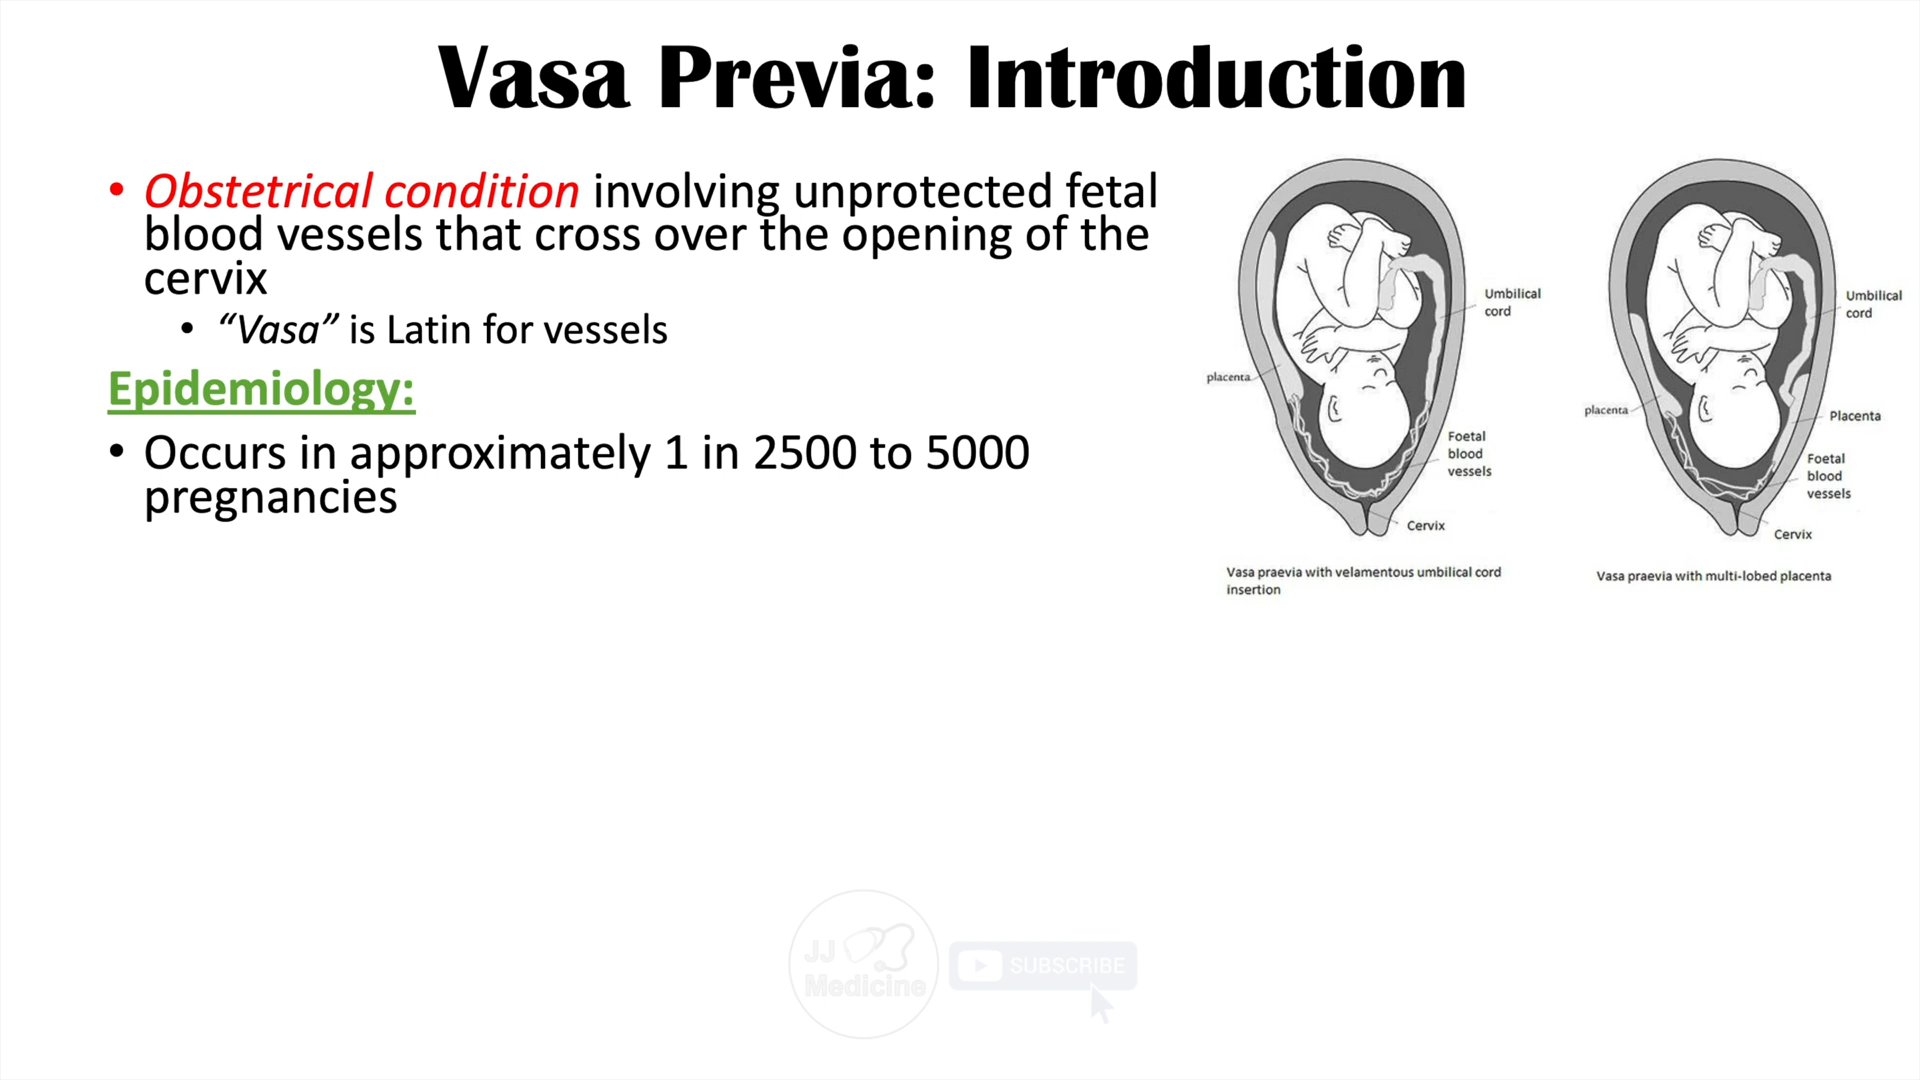 Vasa Previa: Introduction
• Obstetrical condition involving unprotected fetal
blood vessels that cross over the opening of the
cervix
• “Vasa” is Latin for vessels
Epidemiology:
• Occurs in approximately 1 in 2500 to 5000
pregnancies
Umbilical
cord
placenta
Foetal
blood
vessels
Cervix
Vasa praevia with velamentous umbilical cord
insertion
Umbilical
cord
placenta
Placenta
Foetal
blood
vessels
Cervix
Vasa praevia with multi-lobed placenta
JJ
Medicine
SUBSCRIBE